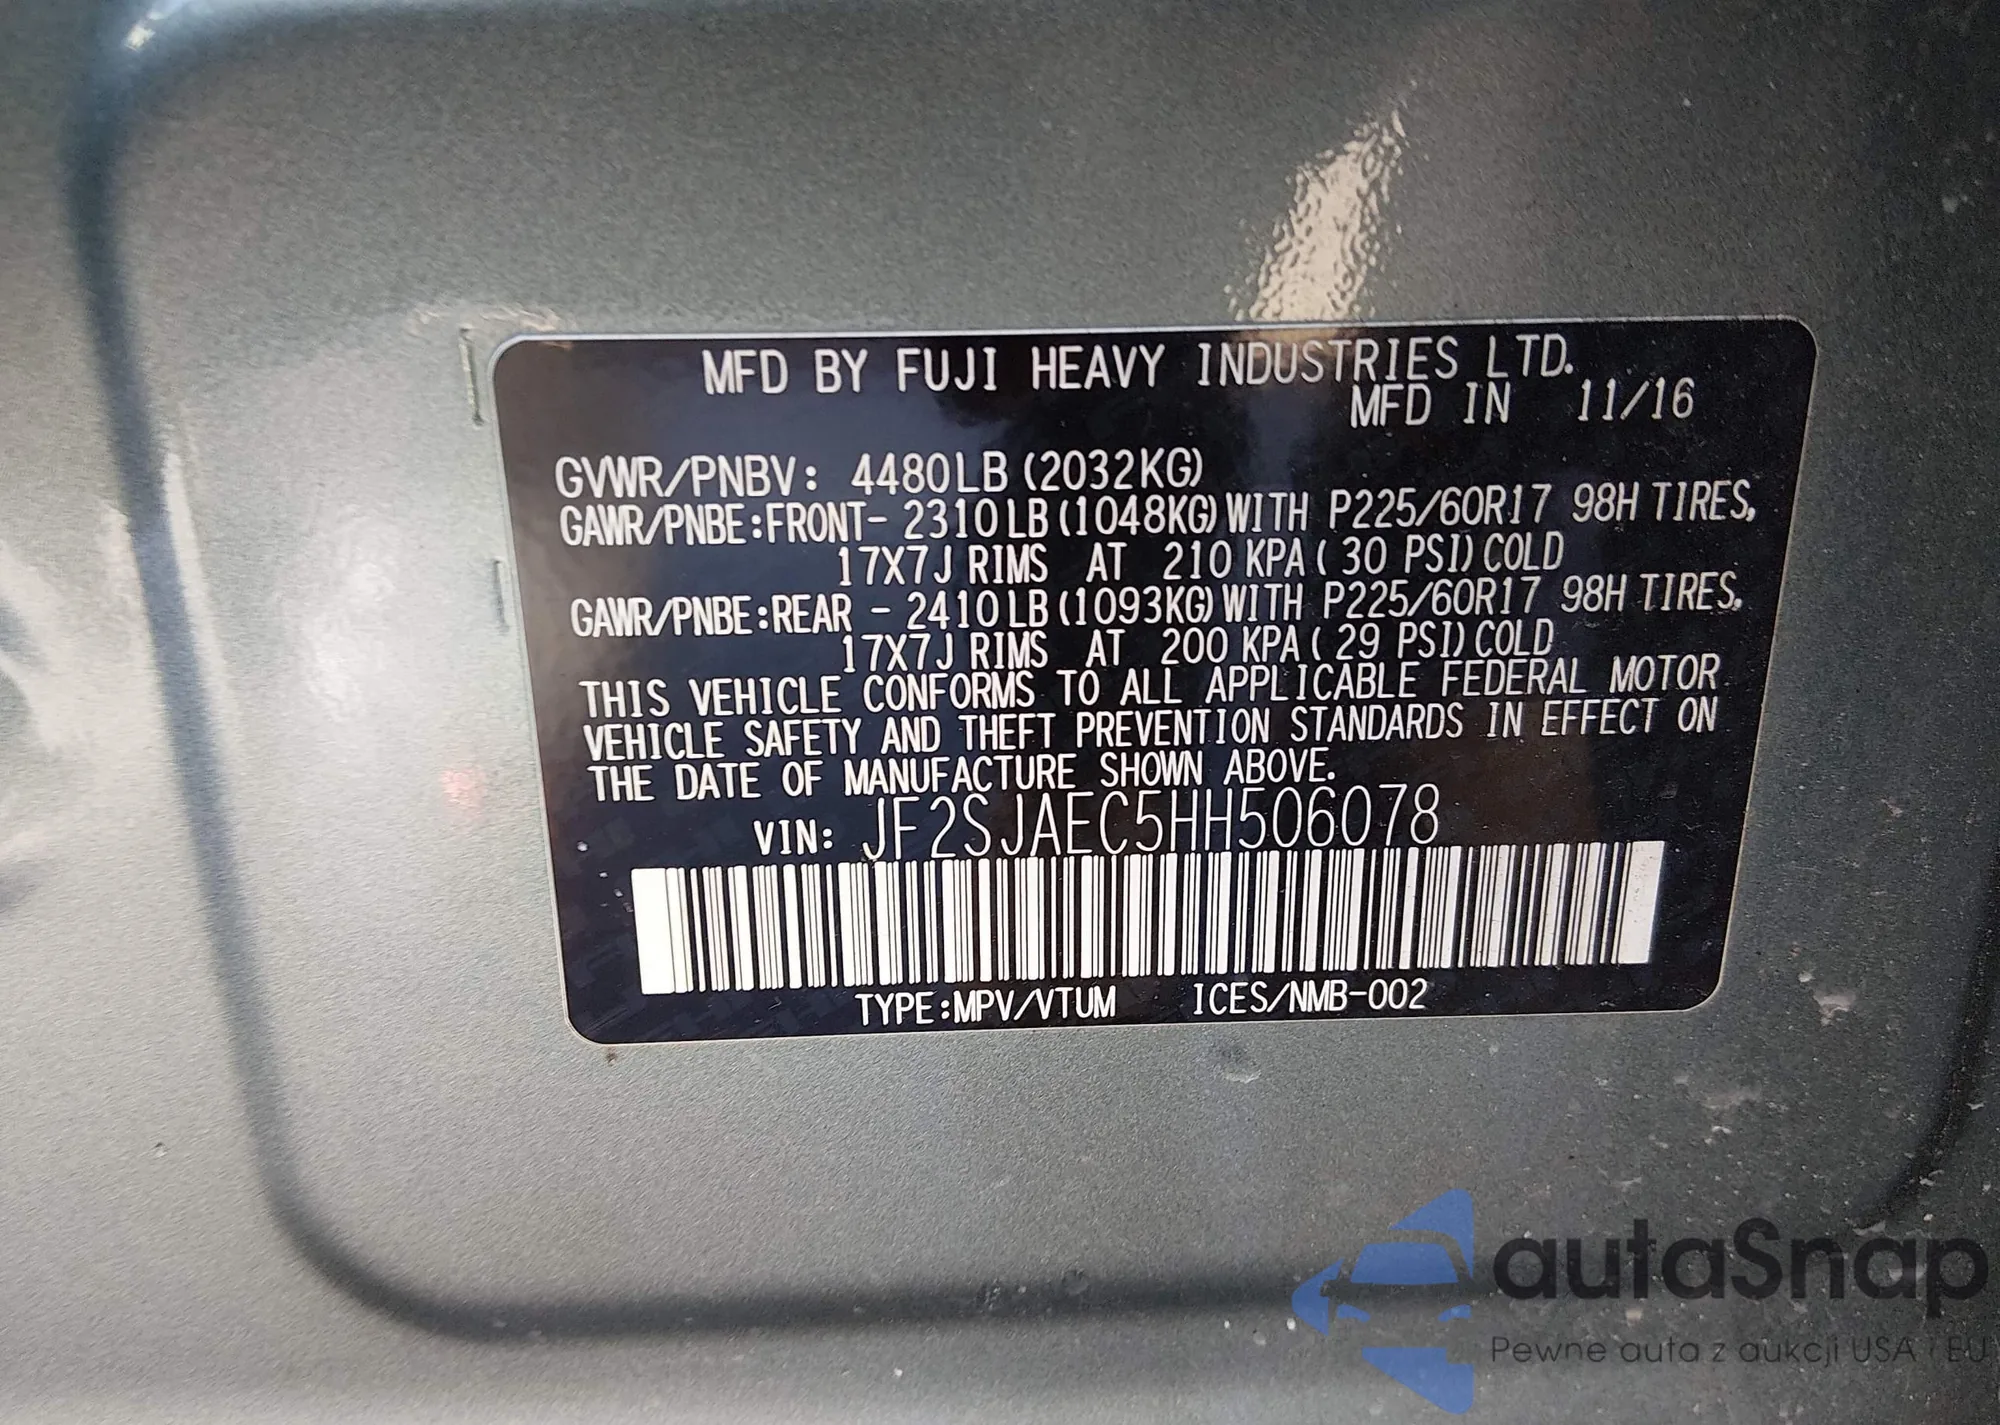 MFD BY FUJI HEAVY INDUSTRIES LTD.
MFD IN 11/16
GVWR/PNBV: 4480LB (2032KG)
GAWR/PNBE:FRONT- 2310LB (1048KG) WITH P225/60R17 98H TIRES,
17X7J RIMS AT 210 KPA ( 30 PSI) COLD
GAWR/PNBE:REAR - 2410LB (1093KG) WITH P225/60R17 98H TIRES,
17X7J RIMS AT 200 KPA ( 29 PSI) COLD
THIS VEHICLE CONFORMS TO ALL APPLICABLE FEDERAL MOTOR
VEHICLE SAFETY AND THEFT PREVENTION STANDARDS IN EFFECT ON
THE DATE OF MANUFACTURE SHOWN ABOVE.
VIN: JF2SJAEC5HH506078
TYPE:MPV/VTUM ICES/NMB-002
autaSnap
Pewne auta z aukcji USA i EU